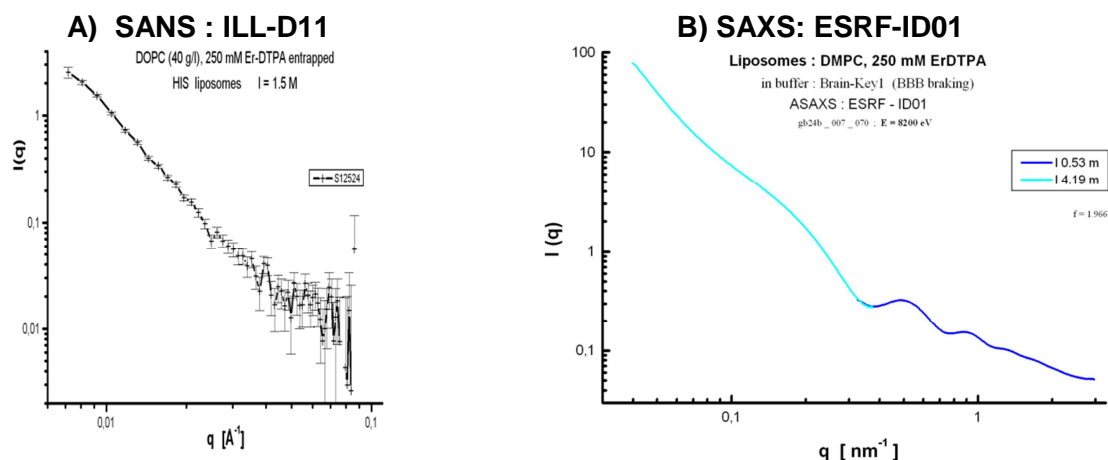 A) SANS : ILL-D11
DOPC (40 g/l), 250 mM Er-DTPA entrapped
HIS liposomes I = 1.5 M
S12524
I(q)
1
0,1
0,01
0,01
0,1
q [Å⁻¹]
B) SAXS: ESRF-ID01
Liposomes : DMPC, 250 mM ErDTPA
in buffer : Brain-Key1 (BBB braking)
ASAXS : ESRF - ID01
gb24b _ 007 _ 070 ; E = 8200 eV
I 0.53 m
I 4.19 m
f = 1.966
I (q)
100
10
1
0,1
0,1
1
q [ nm⁻¹]